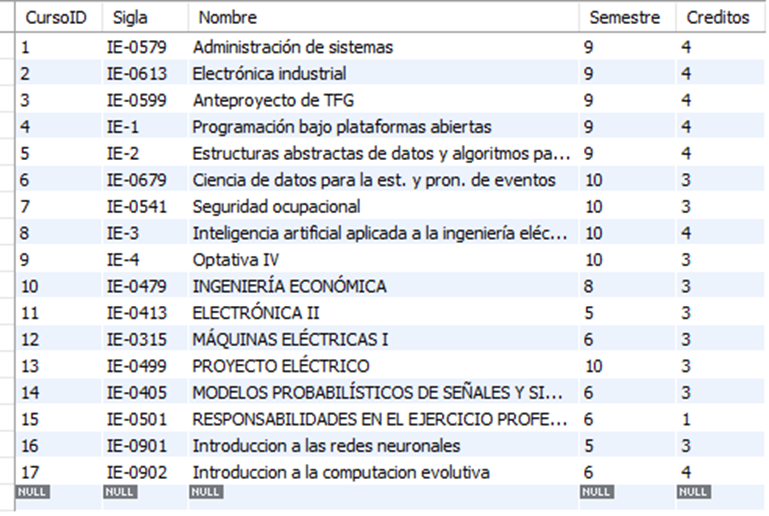 CursoID Sigla Nombre Semestre Creditos
1 IE-0579 Administración de sistemas 9 4
2 IE-0613 Electrónica industrial 9 4
3 IE-0599 Anteproyecto de TFG 9 4
4 IE-1 Programación bajo plataformas abiertas 9 4
5 IE-2 Estructuras abstractas de datos y algoritmos pa... 9 4
6 IE-0679 Ciencia de datos para la est. y pron. de eventos 10 3
7 IE-0541 Seguridad ocupacional 10 3
8 IE-3 Inteligencia artificial aplicada a la ingeniería eléc... 10 4
9 IE-4 Optativa IV 10 3
10 IE-0479 INGENIERÍA ECONÓMICA 8 3
11 IE-0413 ELECTRÓNICA II 5 3
12 IE-0315 MÁQUINAS ELÉCTRICAS I 6 3
13 IE-0499 PROYECTO ELÉCTRICO 10 3
14 IE-0405 MODELOS PROBABILÍSTICOS DE SEÑALES Y SI... 6 3
15 IE-0501 RESPONSABILIDADES EN EL EJERCICIO PROFE... 6 1
16 IE-0901 Introduccion a las redes neuronales 5 3
17 IE-0902 Introduccion a la computacion evolutiva 6 4
NULL NULL NULL NULL NULL